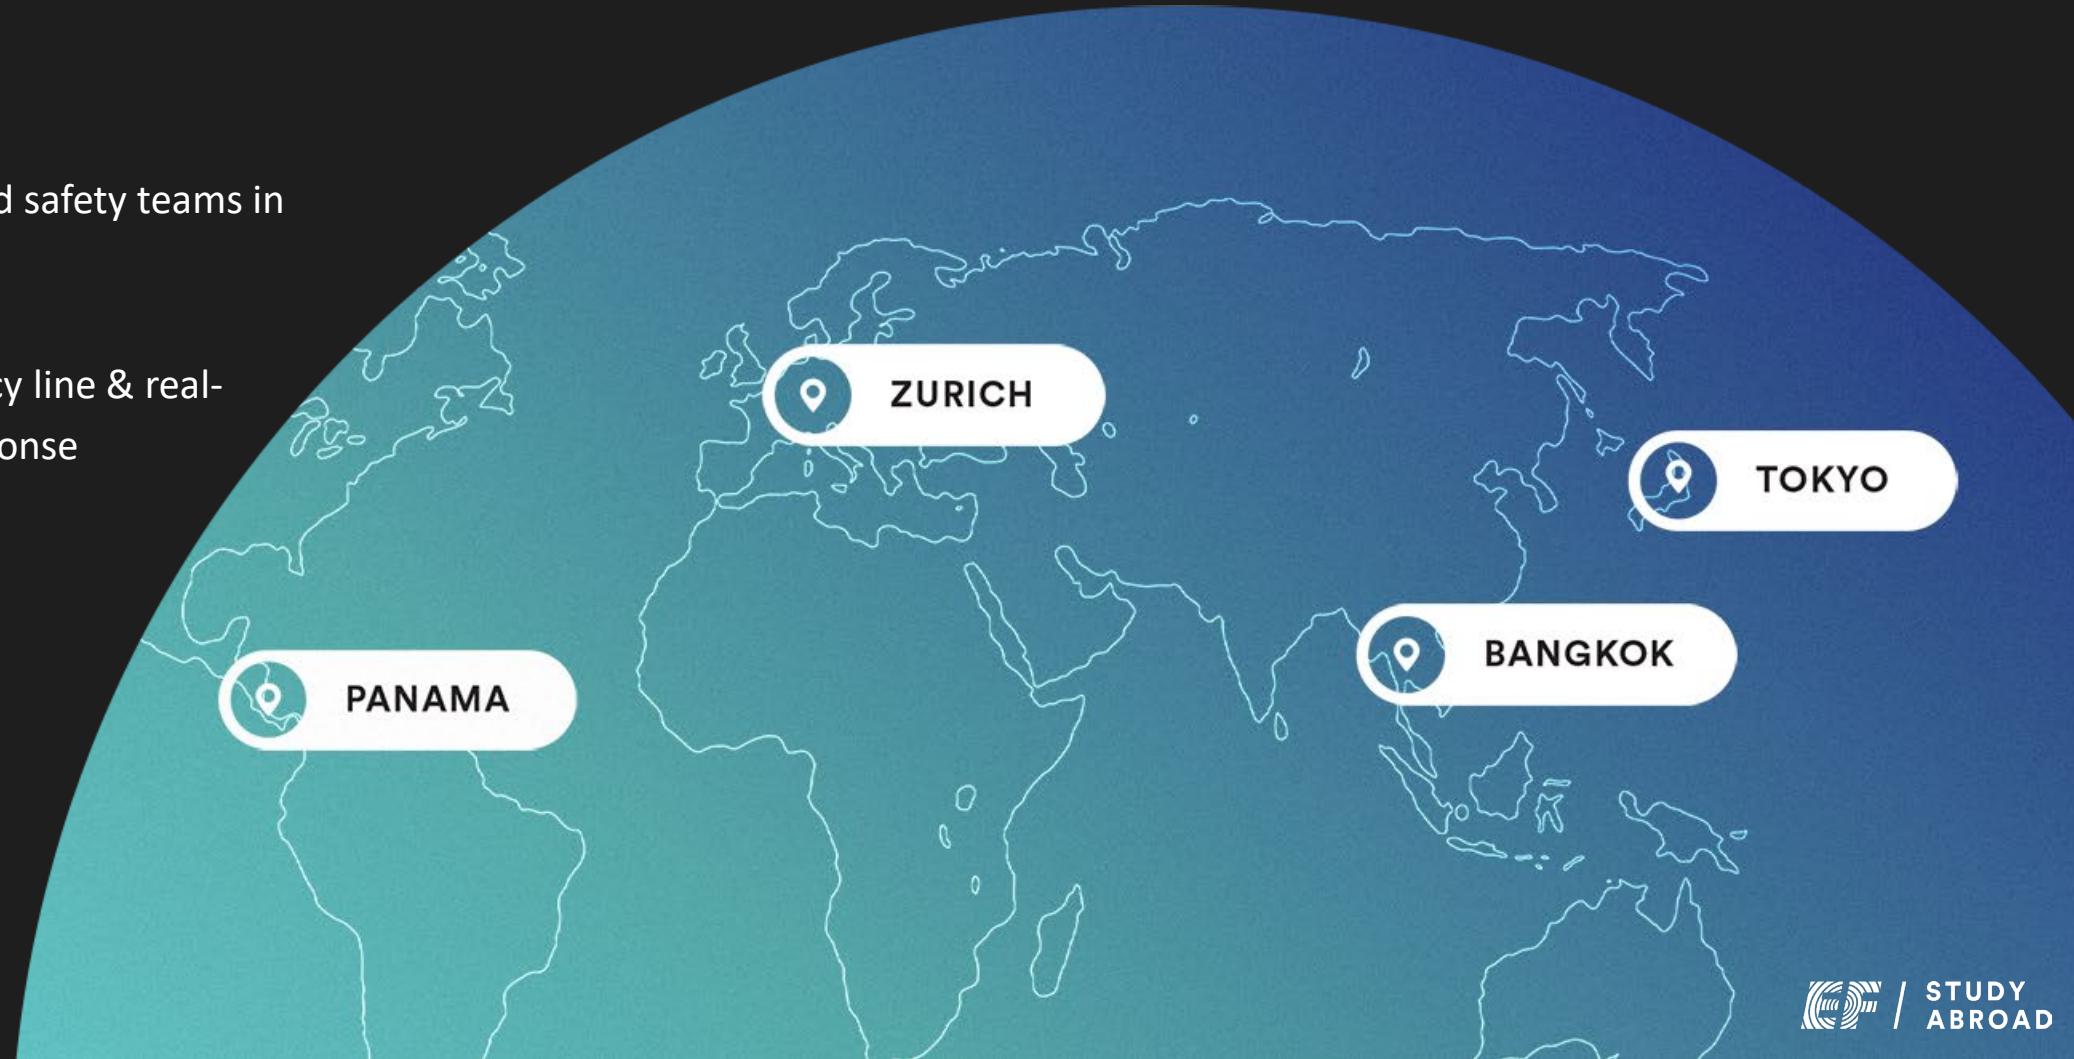 d safety teams in
cy line & real-
onse
ZURICH
TOKYO
BANGKOK
PANAMA
EF
STUDY
ABROAD